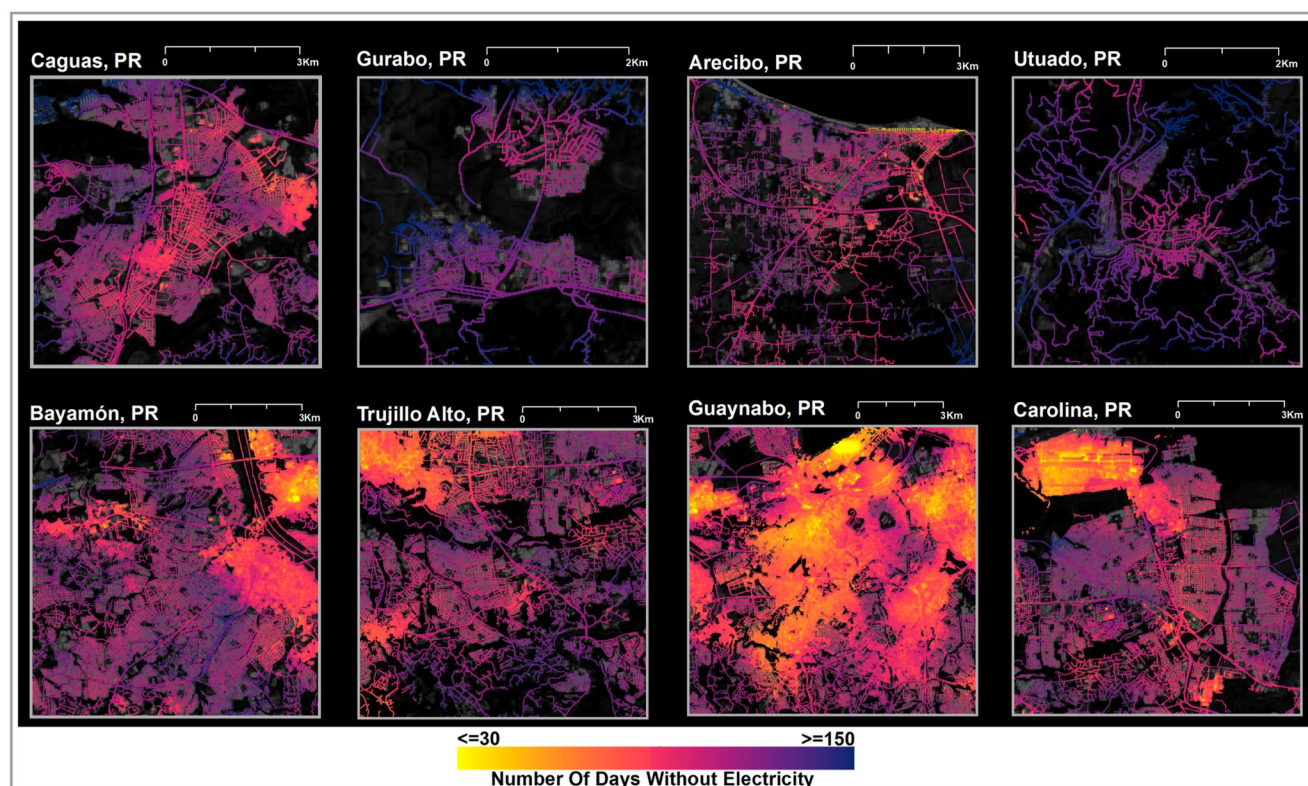 Caguas, PR
0 3Km
Gurabo, PR
0 2Km
Arecibo, PR
0 3Km
Utuado, PR
0 2Km
Bayamón, PR
0 3Km
Trujillo Alto, PR
0 3Km
Guaynabo, PR
0 3Km
Carolina, PR
0 3Km
<=30 >=150
Number Of Days Without Electricity